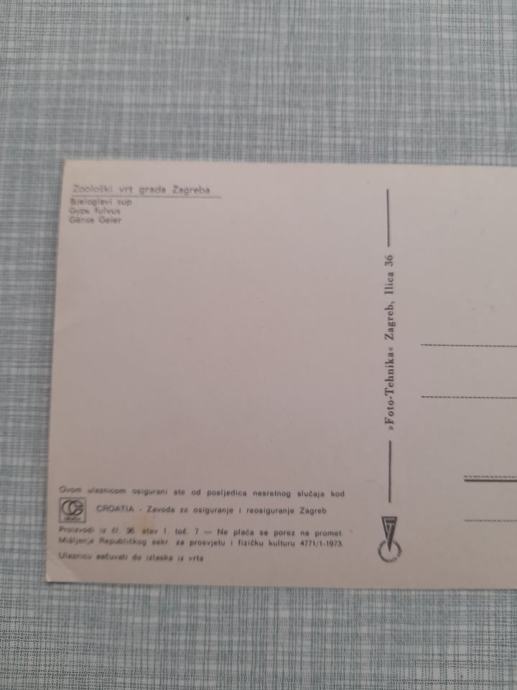 Zoološki vrt grada Zagreba
Bjeloglavi sup
Gyps fulvus
Gänse Geier
»Foto-Tehnika« Zagreb, Ilica 36
Ovom ulaznicom osigurani ste od posljedica nesretnog slučaja kod
CROATIA - Zavoda za osiguranje i reosiguranje Zagreb
Proizvodi iz čl. 36 stav 1. toč. 7 — Ne plaća se porez na promet
Mišljenje Republičkog sekr. za prosvjetu i fizičku kulturu 4771/1-1973.
Ulaznicu sačuvati do izlaska iz vrta